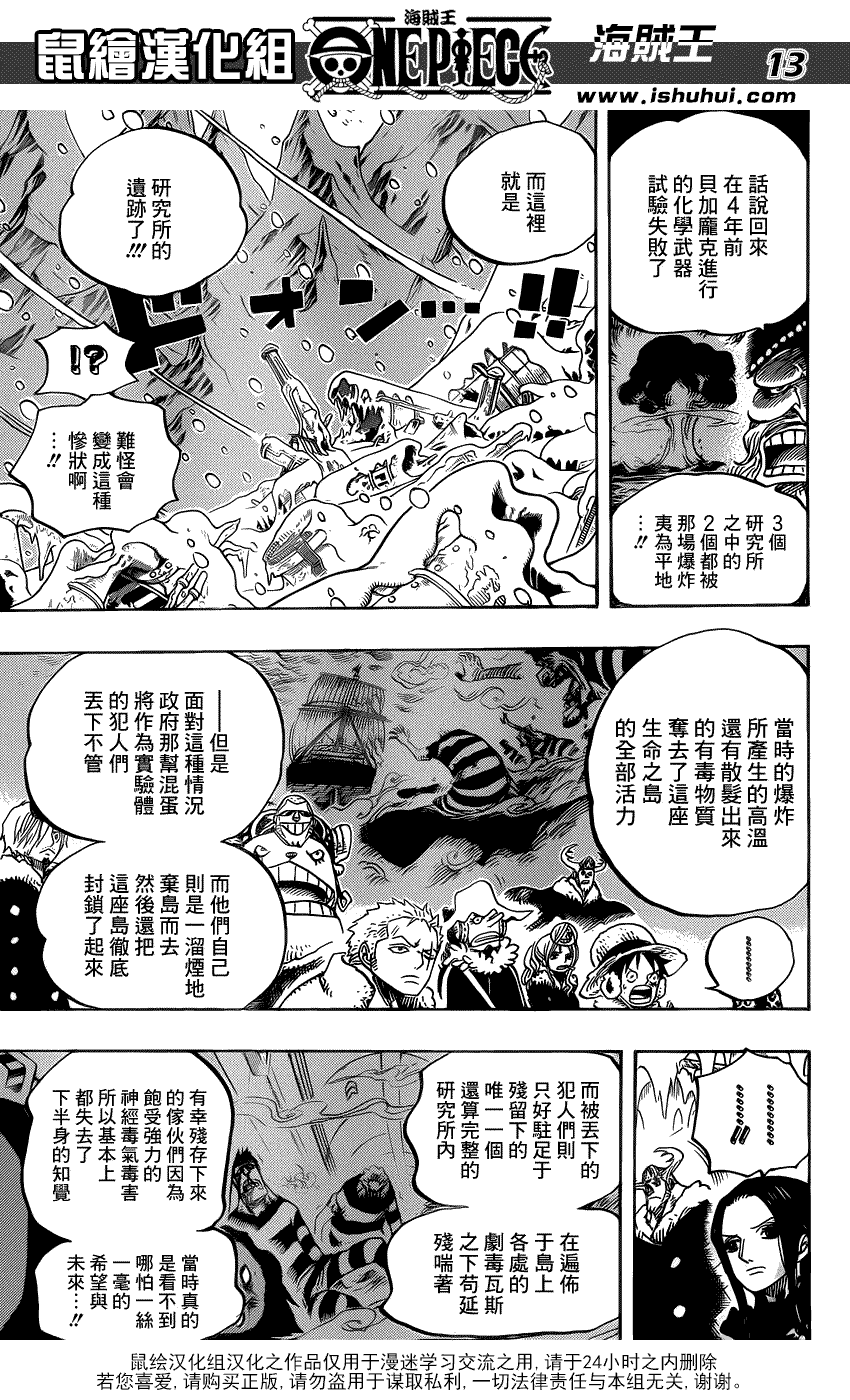 鼠繪漢化組
海賊王
ONE PIECE
海賊王
13
www.ishuhui.com
話說回來
在4年前
貝加龐克進行
的化學武器
試驗失敗了
3個
研究所
之中的
2個都被
那場爆炸
夷為平地
…!!
而這裡
就是
研究所的
遺跡了!!!
ドォン…!!
!?
難怪會
變成這種
慘狀啊
…!!
當時的爆炸
所產生的高溫
還有散髮出來
的有毒物質
奪去了這座
生命之島
的全部活力
………
——但是
面對這種情況
政府那幫混蛋
將作為實驗體
的犯人們
丟下不管
而他們自己
則是一溜煙地
棄島而去
然後還把
這座島徹底
封鎖了起來
………
………!!
而被丟下的
犯人們則
只好駐足于
殘留下的
唯一一個
還算完整的
研究所內
在遍佈
于島上
各處的
劇毒瓦斯
之下苟延
殘喘著
有幸殘存下來
的傢伙們因為
飽受強力的
神經毒氣毒害
所以基本上
都失去了
下半身的知覺
當時真的
是看不到
哪怕一絲
一毫的
希望與
未來…!!
鼠绘汉化组汉化之作品仅用于漫迷学习交流之用, 请于24小时之内删除
若您喜爱, 请购买正版, 请勿盗用于谋取私利, 一切法律责任与本组无关, 谢谢。